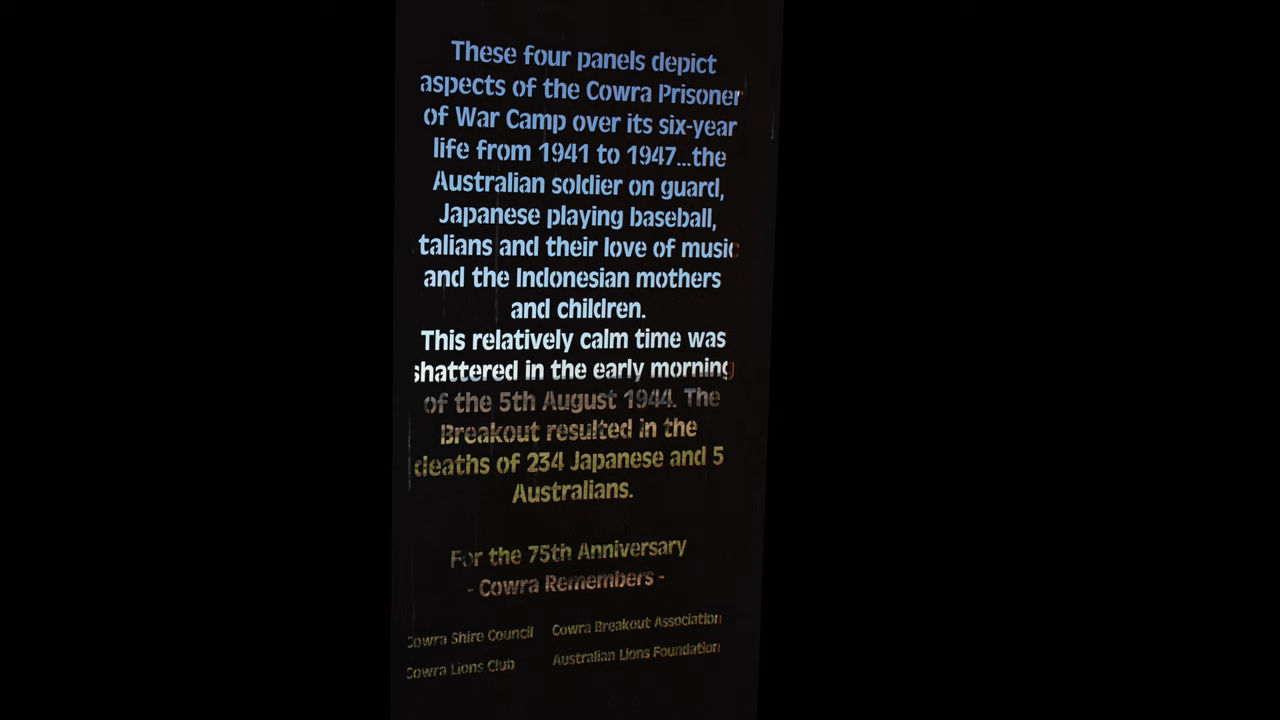 These four panels depict
aspects of the Cowra Prisoner
of War Camp over its six-year
life from 1941 to 1947...the
Australian soldier on guard,
Japanese playing baseball,
talians and their love of music
and the Indonesian mothers
and children.
This relatively calm time was
shattered in the early morning
of the 5th August 1944. The
Breakout resulted in the
deaths of 234 Japanese and 5
Australians.
For the 75th Anniversary
- Cowra Remembers -
Cowra Shire Council Cowra Breakout Association
Cowra Lions Club Australian Lions Foundation